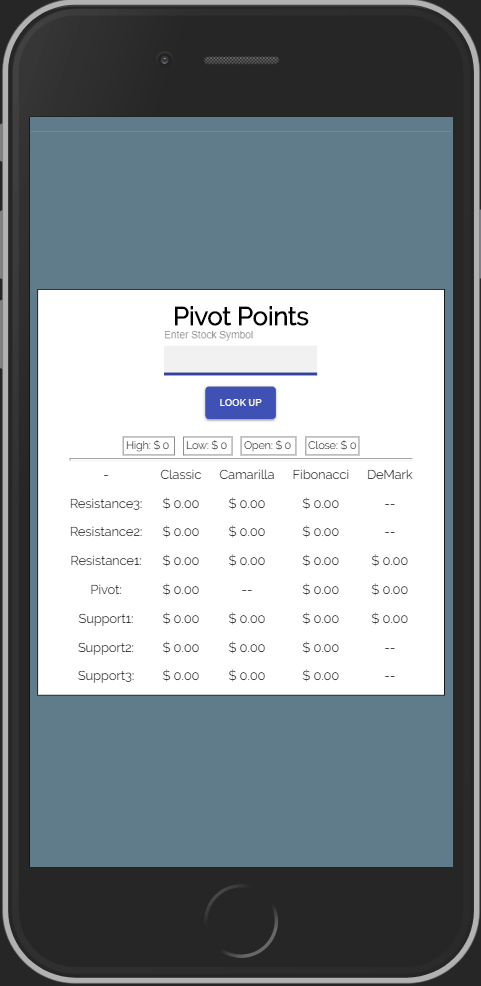 Pivot Points
Enter Stock Symbol
LOOK UP
High: $ 0 Low: $ 0 Open: $ 0 Close: $ 0
- Classic Camarilla Fibonacci DeMark
Resistance3: $ 0.00 $ 0.00 $ 0.00 --
Resistance2: $ 0.00 $ 0.00 $ 0.00 --
Resistance1: $ 0.00 $ 0.00 $ 0.00 $ 0.00
Pivot: $ 0.00 -- $ 0.00 $ 0.00
Support1: $ 0.00 $ 0.00 $ 0.00 $ 0.00
Support2: $ 0.00 $ 0.00 $ 0.00 --
Support3: $ 0.00 $ 0.00 $ 0.00 --